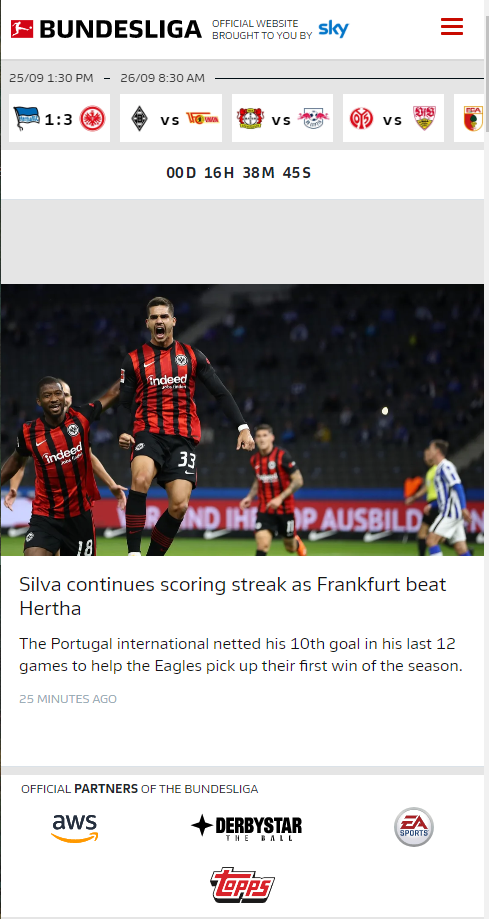 BUNDESLIGA
OFFICIAL WEBSITE
BROUGHT TO YOU BY sky
25/09 1:30 PM – 26/09 8:30 AM
1:3 vs vs vs
00D 16H 38M 45S
indeed
33
indeed
18
10
AUSBILD
Silva continues scoring streak as Frankfurt beat
Hertha
The Portugal international netted his 10th goal in his last 12
games to help the Eagles pick up their first win of the season.
25 MINUTES AGO
OFFICIAL PARTNERS OF THE BUNDESLIGA
aws
DERBYSTAR
THE BALL
EA
SPORTS
topps